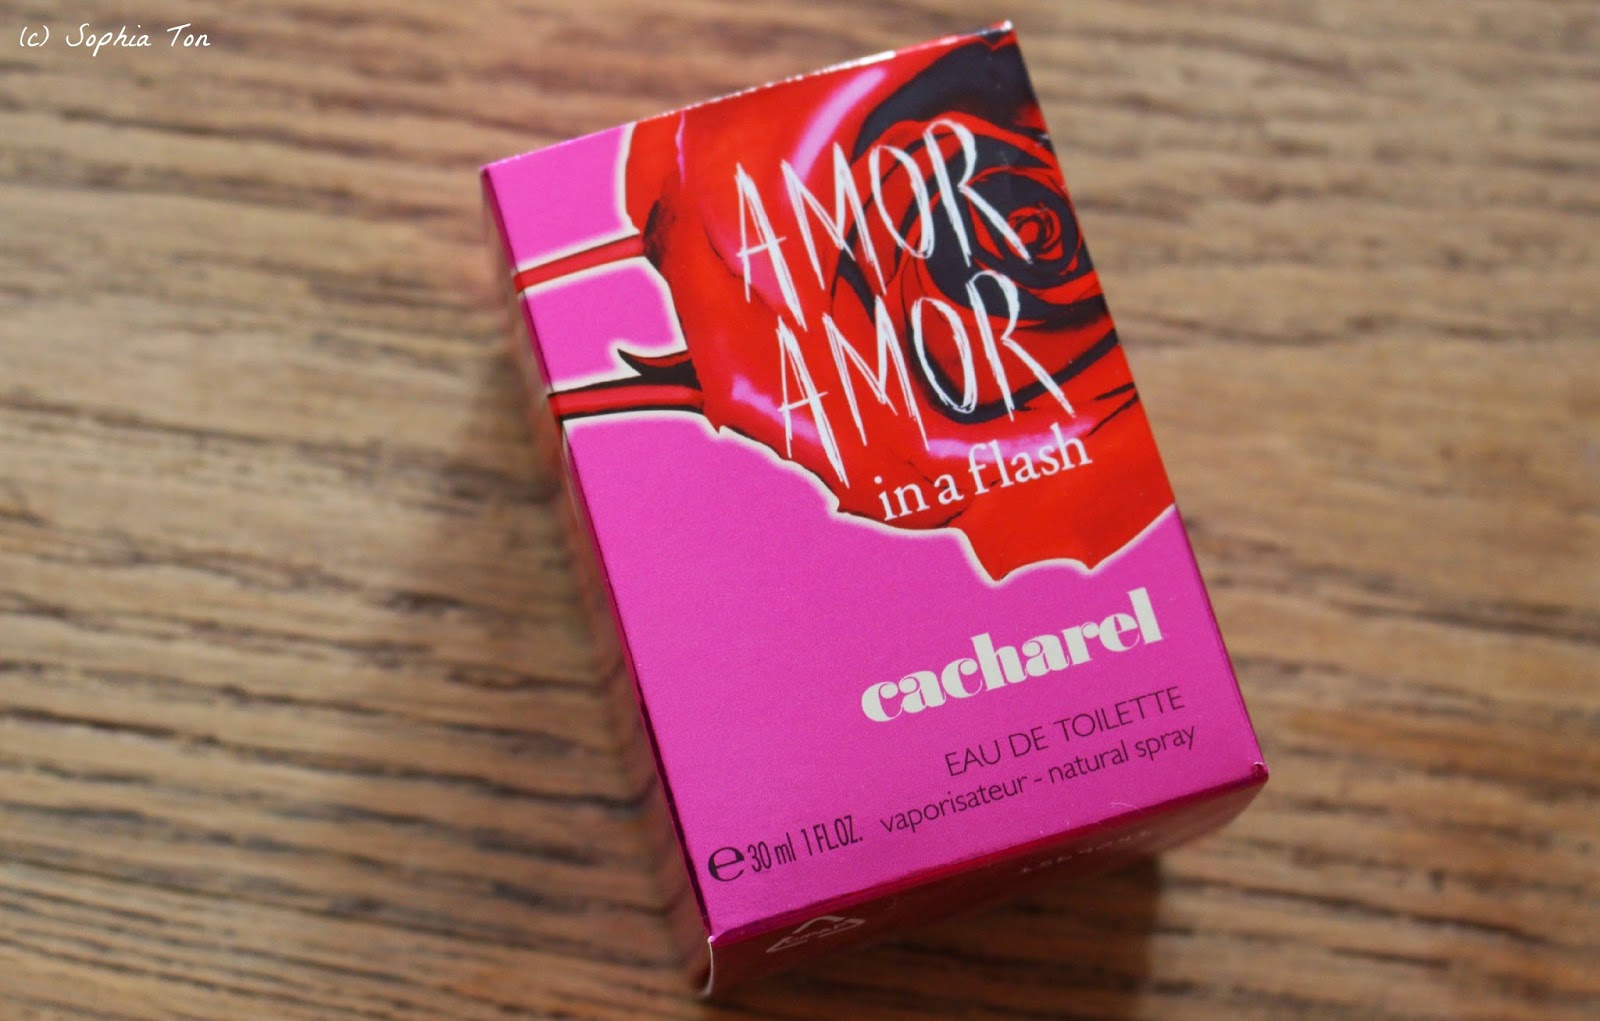 (c) Sophia Ton
AMOR
AMOR
in a flash
cacharel
EAU DE TOILETTE
vaporisateur - natural spray
e 30 ml 1 FL.OZ.